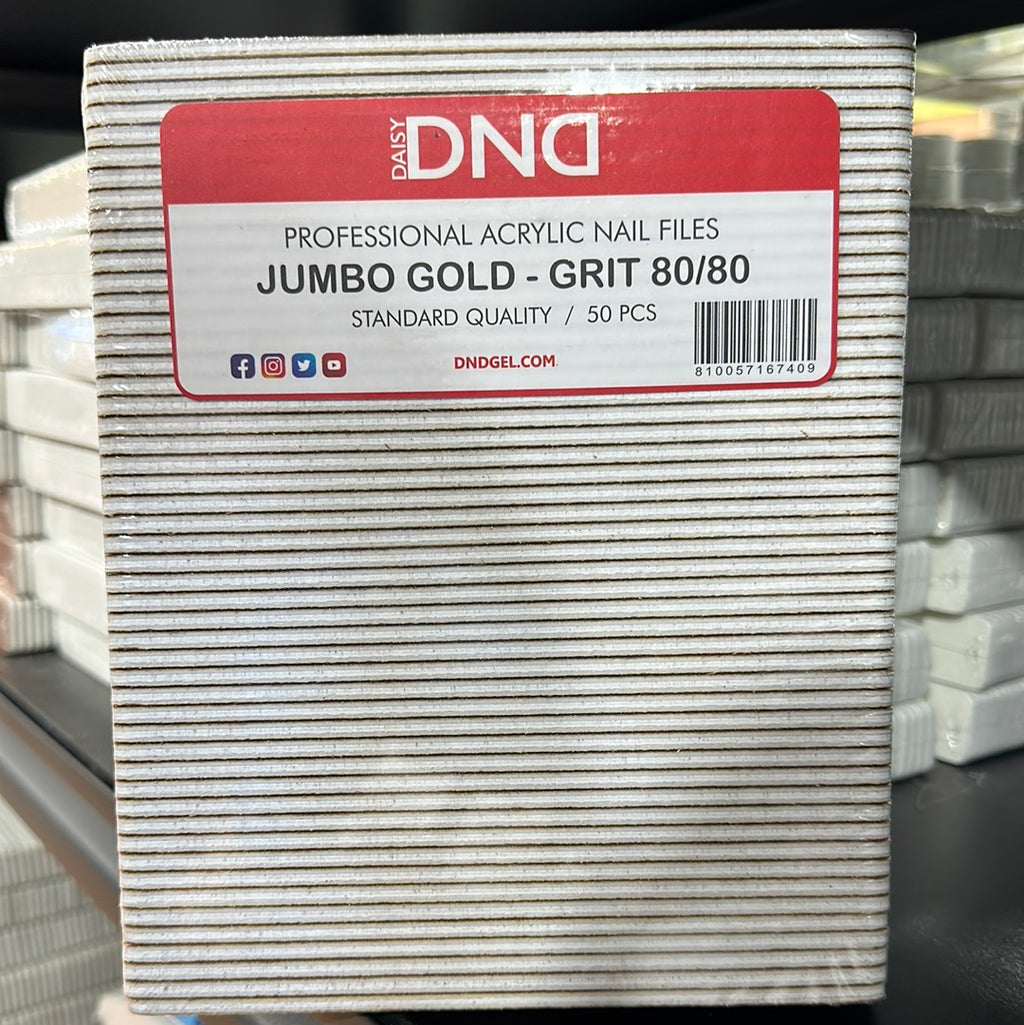 DAISY DND
PROFESSIONAL ACRYLIC NAIL FILES
JUMBO GOLD - GRIT 80/80
STANDARD QUALITY / 50 PCS
DNDGEL.COM
810057167409